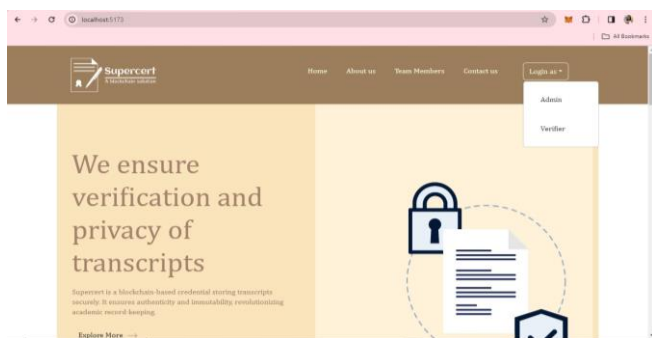 localhost:5173
All Bookmarks
Supercert
A blockchain solution
Home About us Team Members Contact us Login as
Admin
Verifier
We ensure
verification and
privacy of
transcripts
Supercert is a blockchain-based credential storing transcripts
securely. It ensures authenticity and immutability, revolutionizing
academic record keeping.
Explore More →